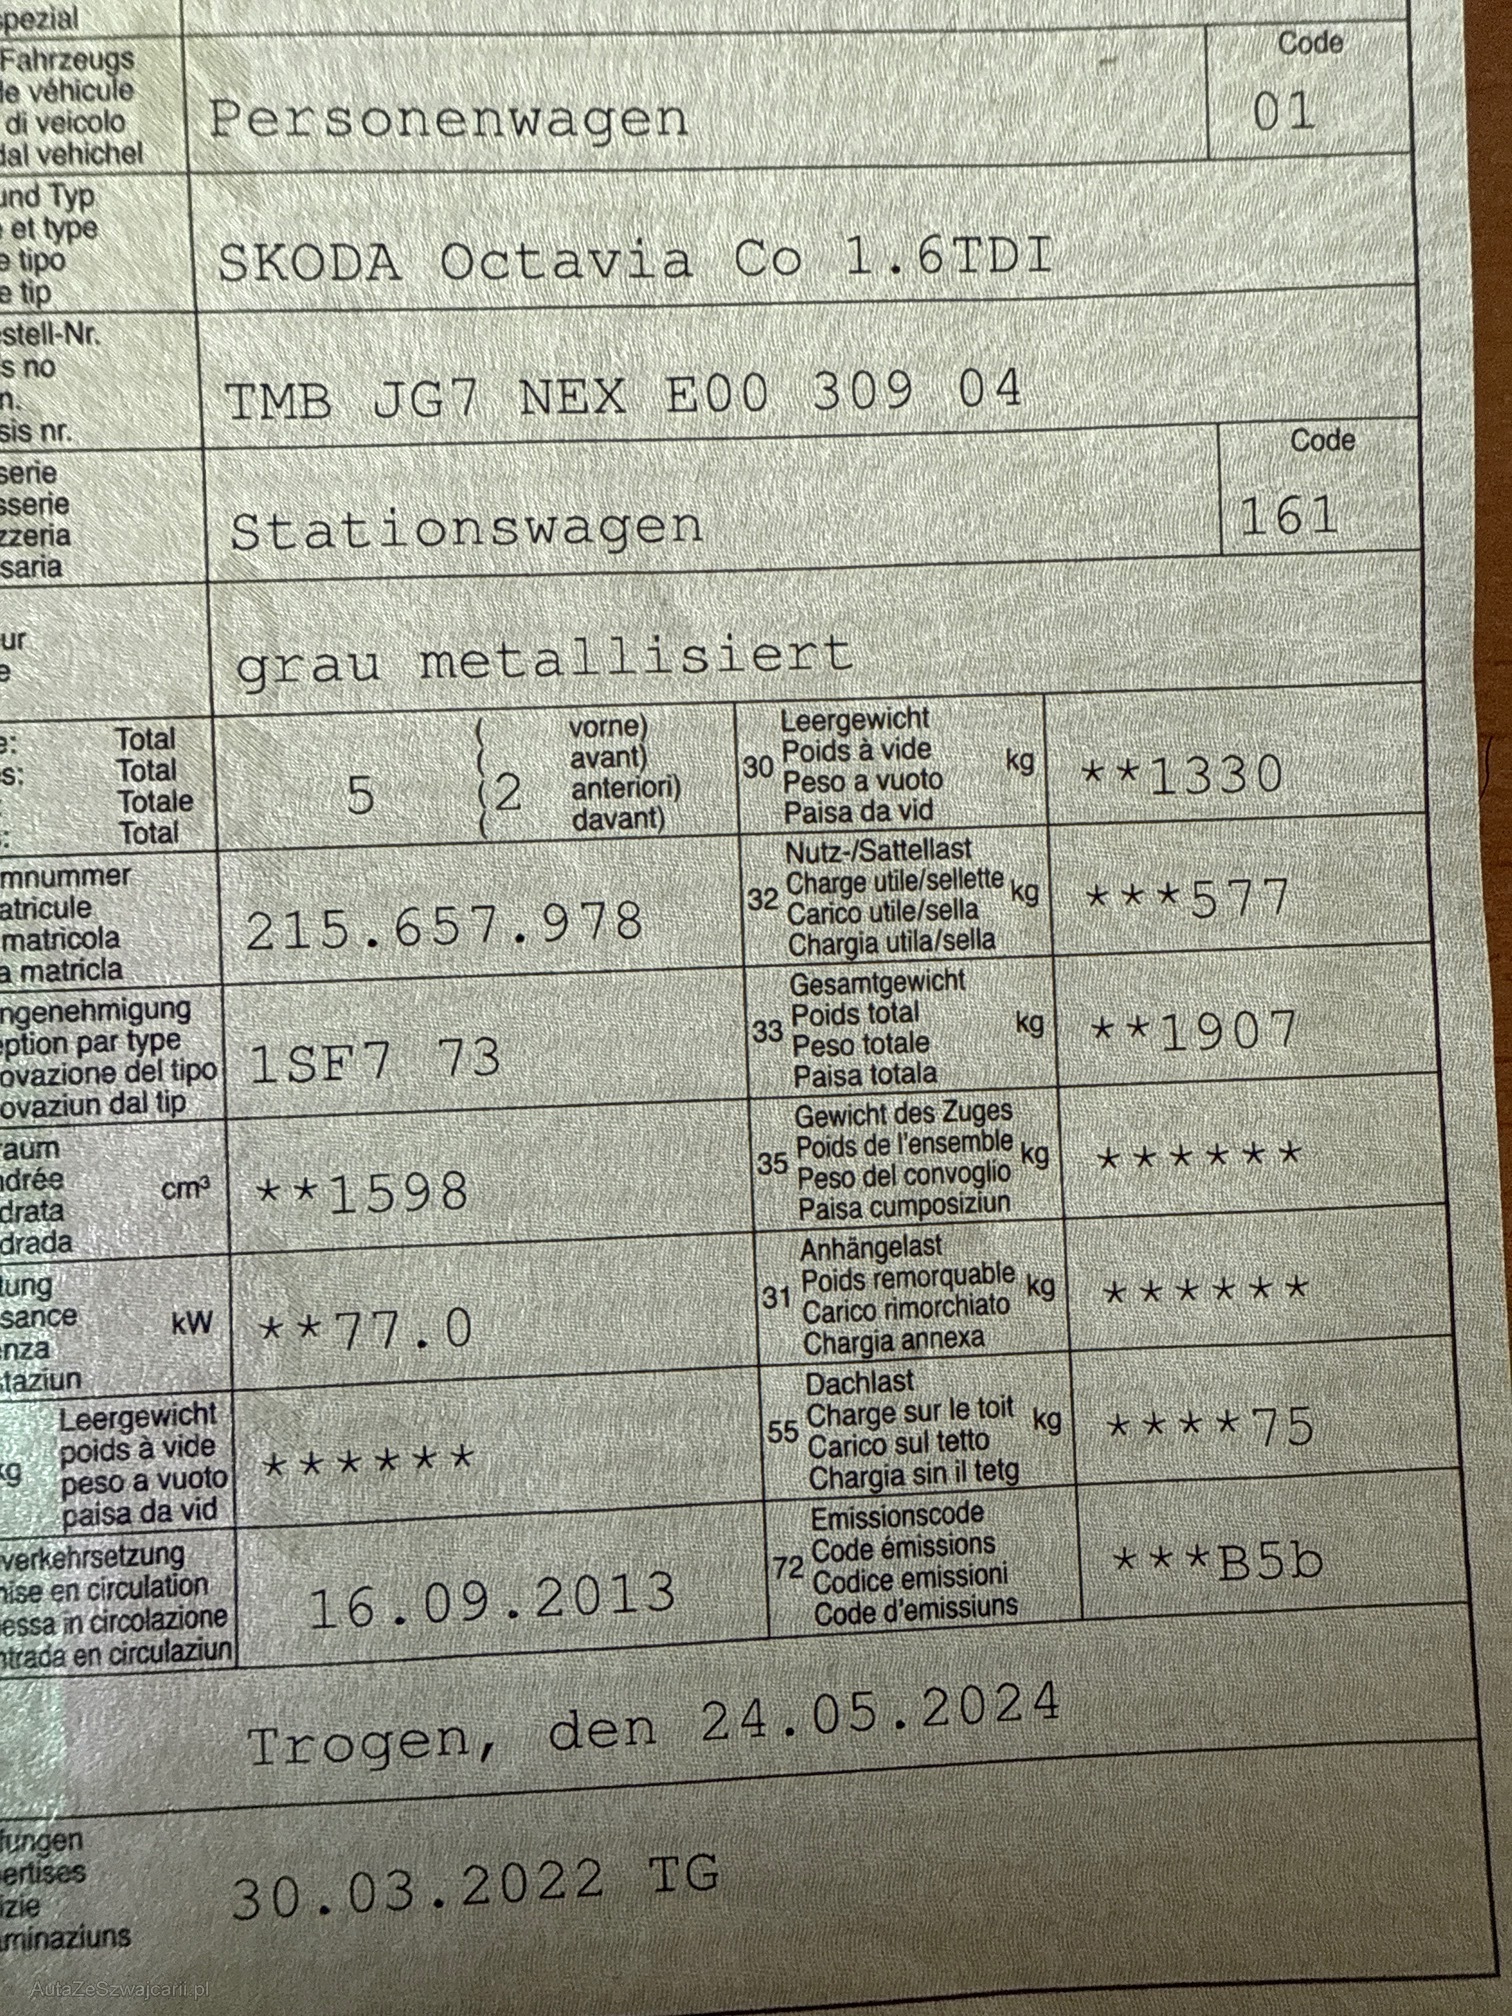 spezial
Fahrzeugs
le véhicule
di veicolo
dal vehichel
Personenwagen
Code
01
und Typ
et type
e tipo
e tip
SKODA Octavia Co 1.6TDI
stell-Nr.
s no
n.
sis nr.
TMB JG7 NEX E00 309 04
serie
sserie
zzeria
saria
Stationswagen
Code
161
ur
e
grau metallisiert
e: Total
s: Total
: Totale
: Total
5 ( 2
vorne)
avant)
anteriori)
davant)
30
Leergewicht
Poids à vide
Peso a vuoto
Paisa da vid
kg
**1330
mnummer
atricule
matricola
a matricla
215.657.978
32
Nutz-/Sattellast
Charge utile/sellette
Carico utile/sella
Chargia utila/sella
kg
***577
ngenehmigung
eption par type
ovazione del tipo
ovaziun dal tip
1SF7 73
33
Gesamtgewicht
Poids total
Peso totale
Paisa totala
kg
**1907
raum
ndrée
drata
drada
cm³
**1598
35
Gewicht des Zuges
Poids de l'ensemble
Peso del convoglio
Paisa cumposiziun
kg
******
tung
sance
nza
taziun
kW
**77.0
31
Anhängelast
Poids remorquable
Carico rimorchiato
Chargia annexa
kg
******
kg
Leergewicht
poids à vide
peso a vuoto
paisa da vid
******
55
Dachlast
Charge sur le toit
Carico sul tetto
Chargia sin il tetg
kg
****75
verkehrsetzung
mise en circulation
essa in circolazione
ntrada en circulaziun
16.09.2013
72
Emissionscode
Code émissions
Codice emissioni
Code d'emissiuns
***B5b
Trogen, den 24.05.2024
fungen
ertises
izie
aminaziuns
30.03.2022 TG
AutaZeSzwajcarii.pl